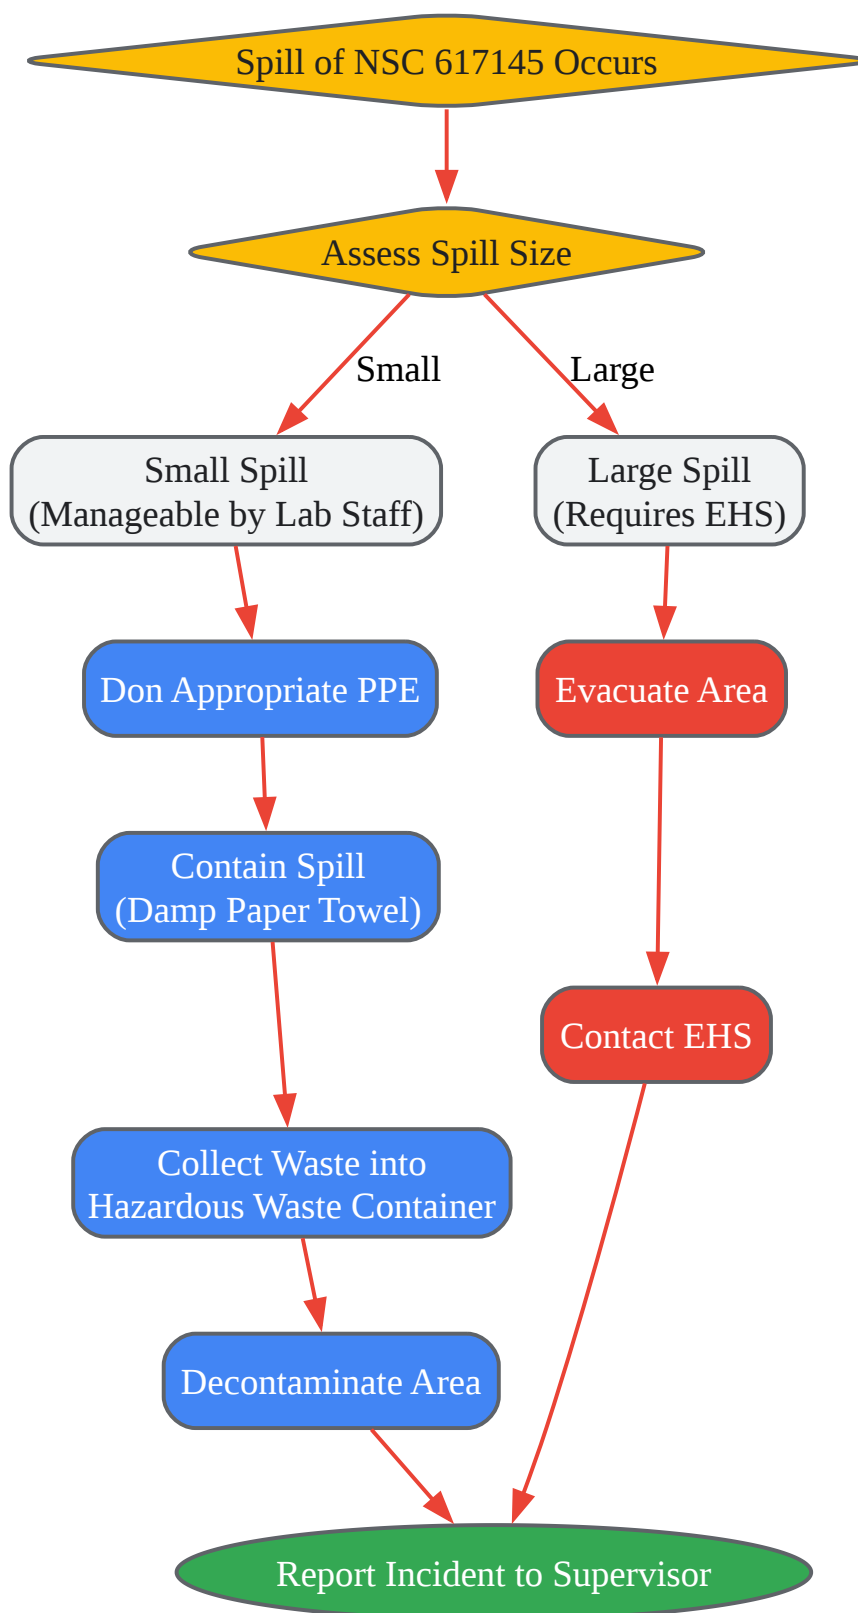 Spill of NSC 617145 Occurs
Assess Spill Size
Small
Large
Small Spill
(Manageable by Lab Staff)
Large Spill
(Requires EHS)
Don Appropriate PPE
Evacuate Area
Contain Spill
(Damp Paper Towel)
Contact EHS
Collect Waste into
Hazardous Waste Container
Decontaminate Area
Report Incident to Supervisor